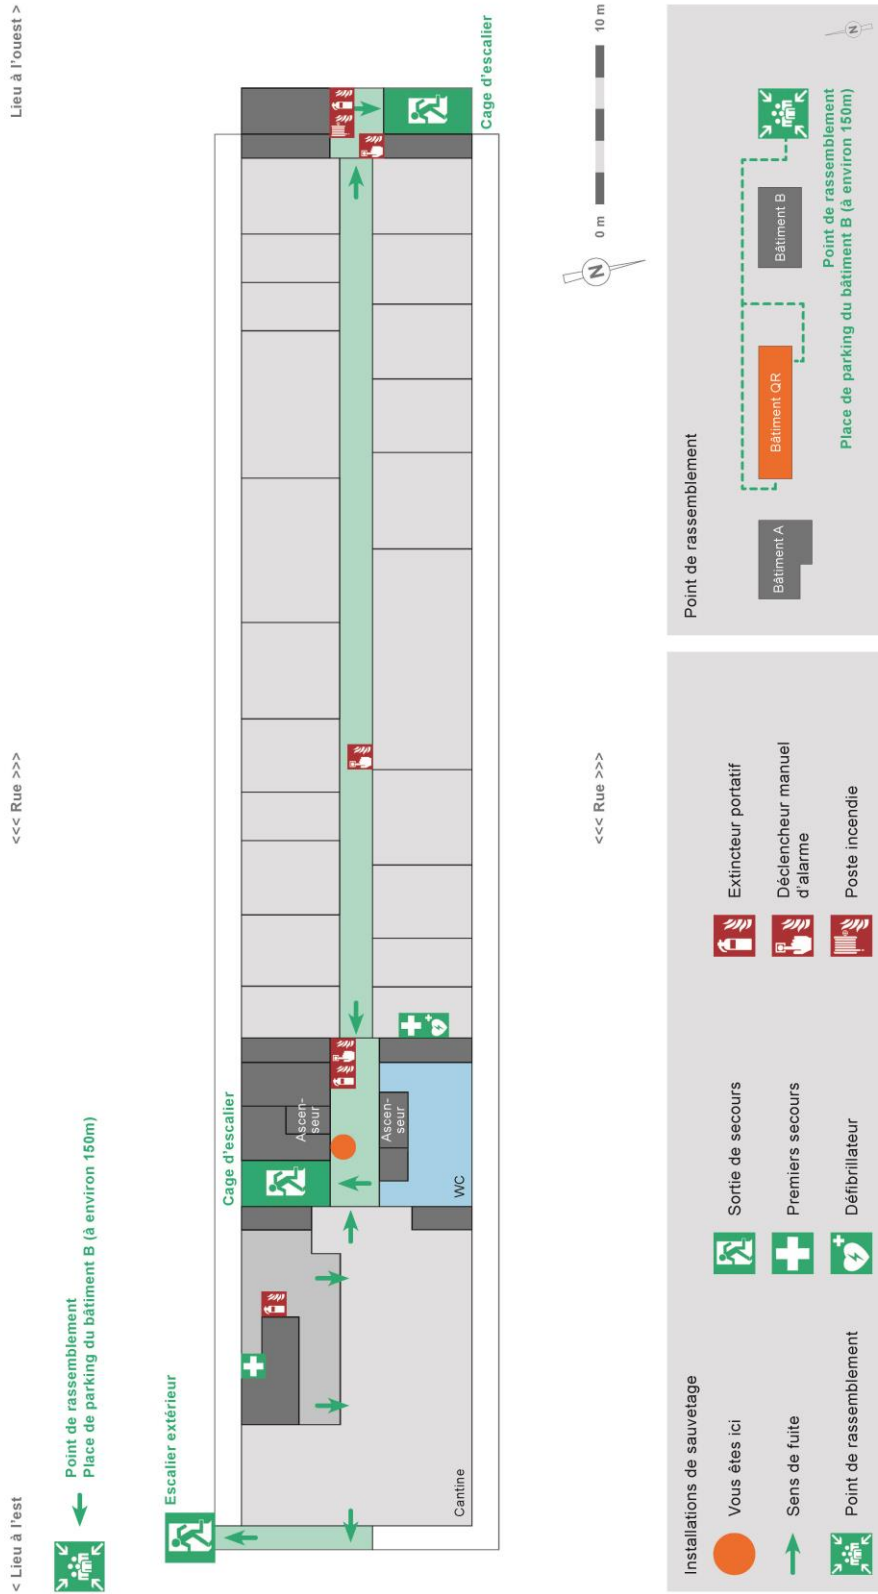 < Lieu à l'est
<<< Rue >>>
Lieu à l'ouest >
Point de rassemblement
Place de parking du bâtiment B (à environ 150m)
Escalier extérieur
Cage d'escalier
Ascen-
seur
Ascen-
seur
WC
Cantine
Cage d'escalier
<<< Rue >>>
N
0 m
10 m
Installations de sauvetage
Vous êtes ici
Sens de fuite
Point de rassemblement
Sortie de secours
Premiers secours
Défibrillateur
Extincteur portatif
Déclencheur manuel
d'alarme
Poste incendie
Point de rassemblement
Bâtiment A
Bâtiment QR
Bâtiment B
Point de rassemblement
Place de parking du bâtiment B (à environ 150m)
N